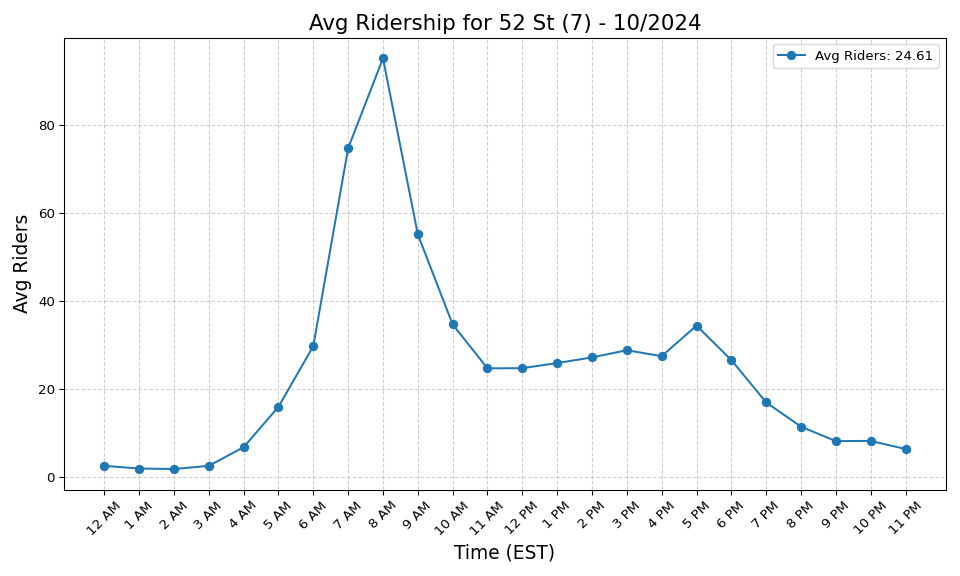 Avg Ridership for 52 St (7) - 10/2024
Avg Riders: 24.61
Avg Riders
80
60
40
20
0
12 AM
1 AM
2 AM
3 AM
4 AM
5 AM
6 AM
7 AM
8 AM
9 AM
10 AM
11 AM
12 PM
1 PM
2 PM
3 PM
4 PM
5 PM
6 PM
7 PM
8 PM
9 PM
10 PM
11 PM
Time (EST)